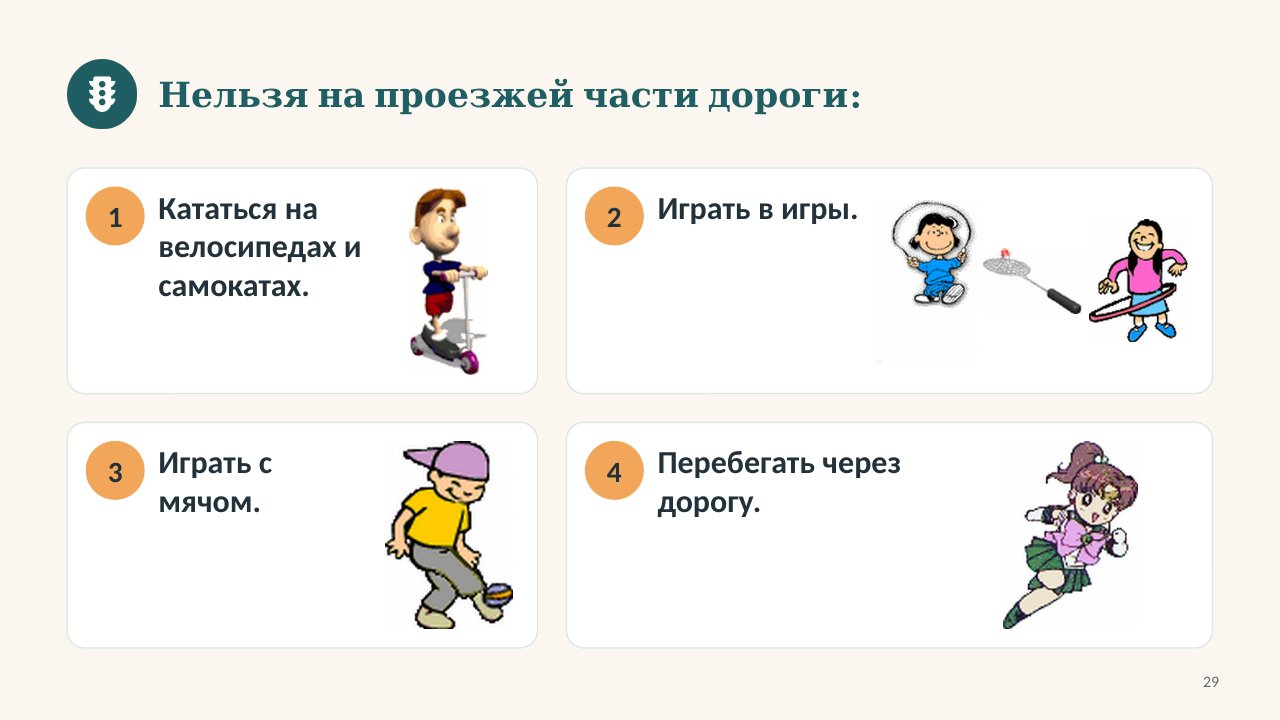 Нельзя на проезжей части дороги:
1
Кататься на
велосипедах и
самокатах.
2
Играть в игры.
3
Играть с
мячом.
4
Перебегать через
дорогу.
29